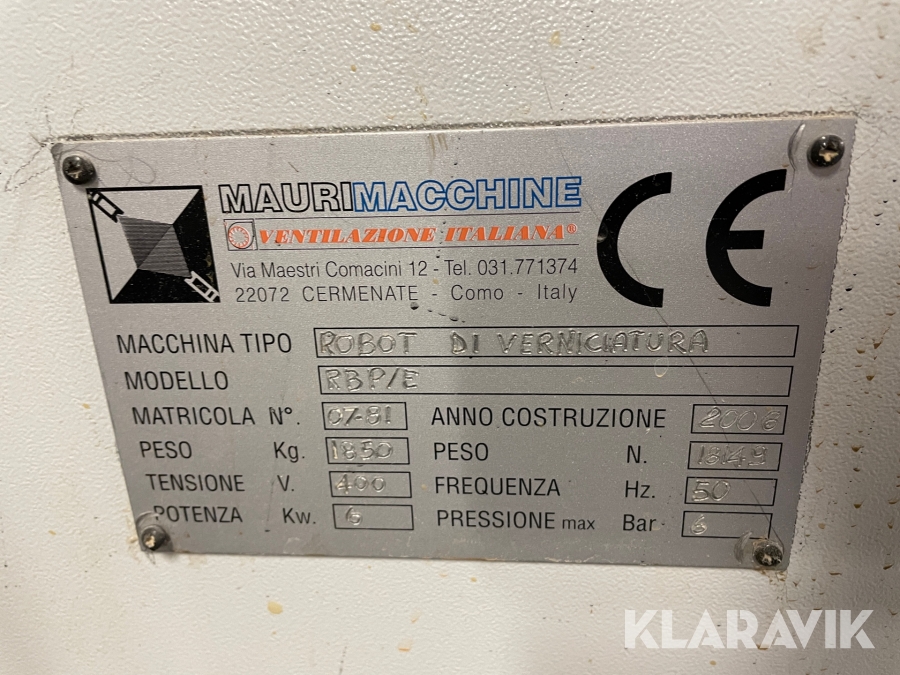 MAURIMACCHINE
VENTILAZIONE ITALIANA®
Via Maestri Comacini 12 - Tel. 031.771374
22072 CERMENATE - Como - Italy
CE
MACCHINA TIPO ROBOT DI VERNICIATURA
MODELLO RBP/E
MATRICOLA N°. 07-81 ANNO COSTRUZIONE
PESO Kg. 1850 PESO N. 18149
TENSIONE V. 400 FREQUENZA Hz. 50
POTENZA Kw. 6 PRESSIONE max Bar 6
KLARAVIK